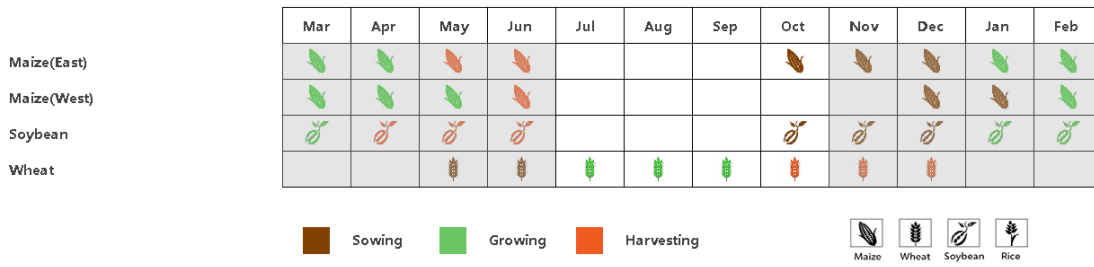 Mar Apr May Jun Jul Aug Sep Oct Nov Dec Jan Feb
Maize(East)
Maize(West)
Soybean
Wheat
Sowing Growing Harvesting
Maize Wheat Soybean Rice